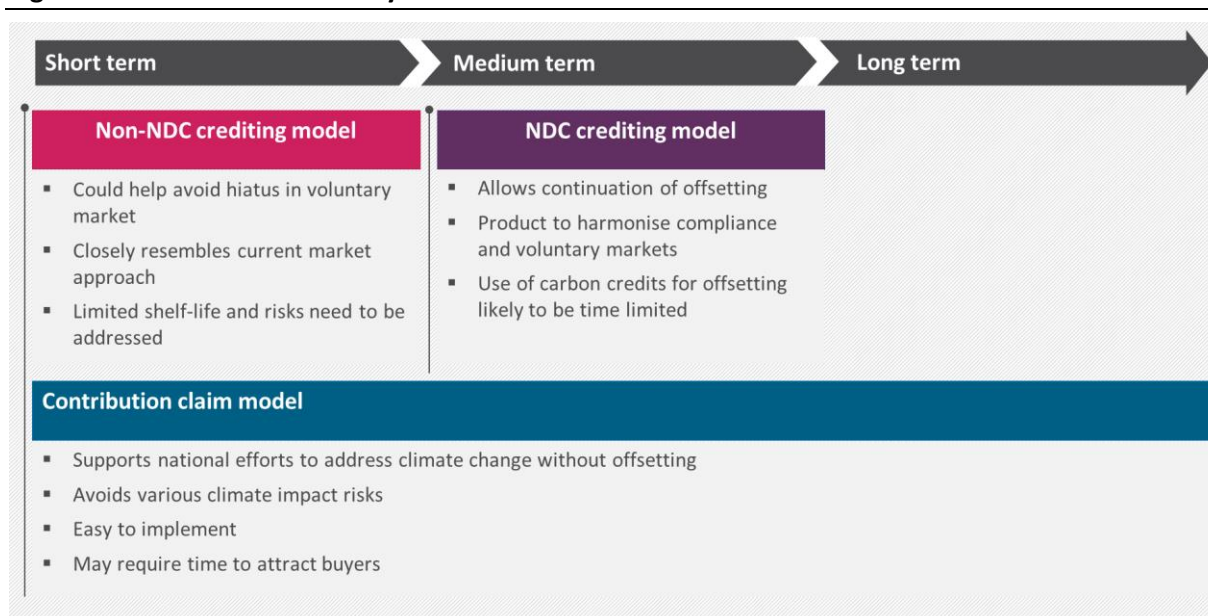 Short term
Medium term
Long term
Non-NDC crediting model
▪ Could help avoid hiatus in voluntary
market
▪ Closely resembles current market
approach
▪ Limited shelf-life and risks need to be
addressed
NDC crediting model
▪ Allows continuation of offsetting
▪ Product to harmonise compliance
and voluntary markets
▪ Use of carbon credits for offsetting
likely to be time limited
Contribution claim model
▪ Supports national efforts to address climate change without offsetting
▪ Avoids various climate impact risks
▪ Easy to implement
▪ May require time to attract buyers